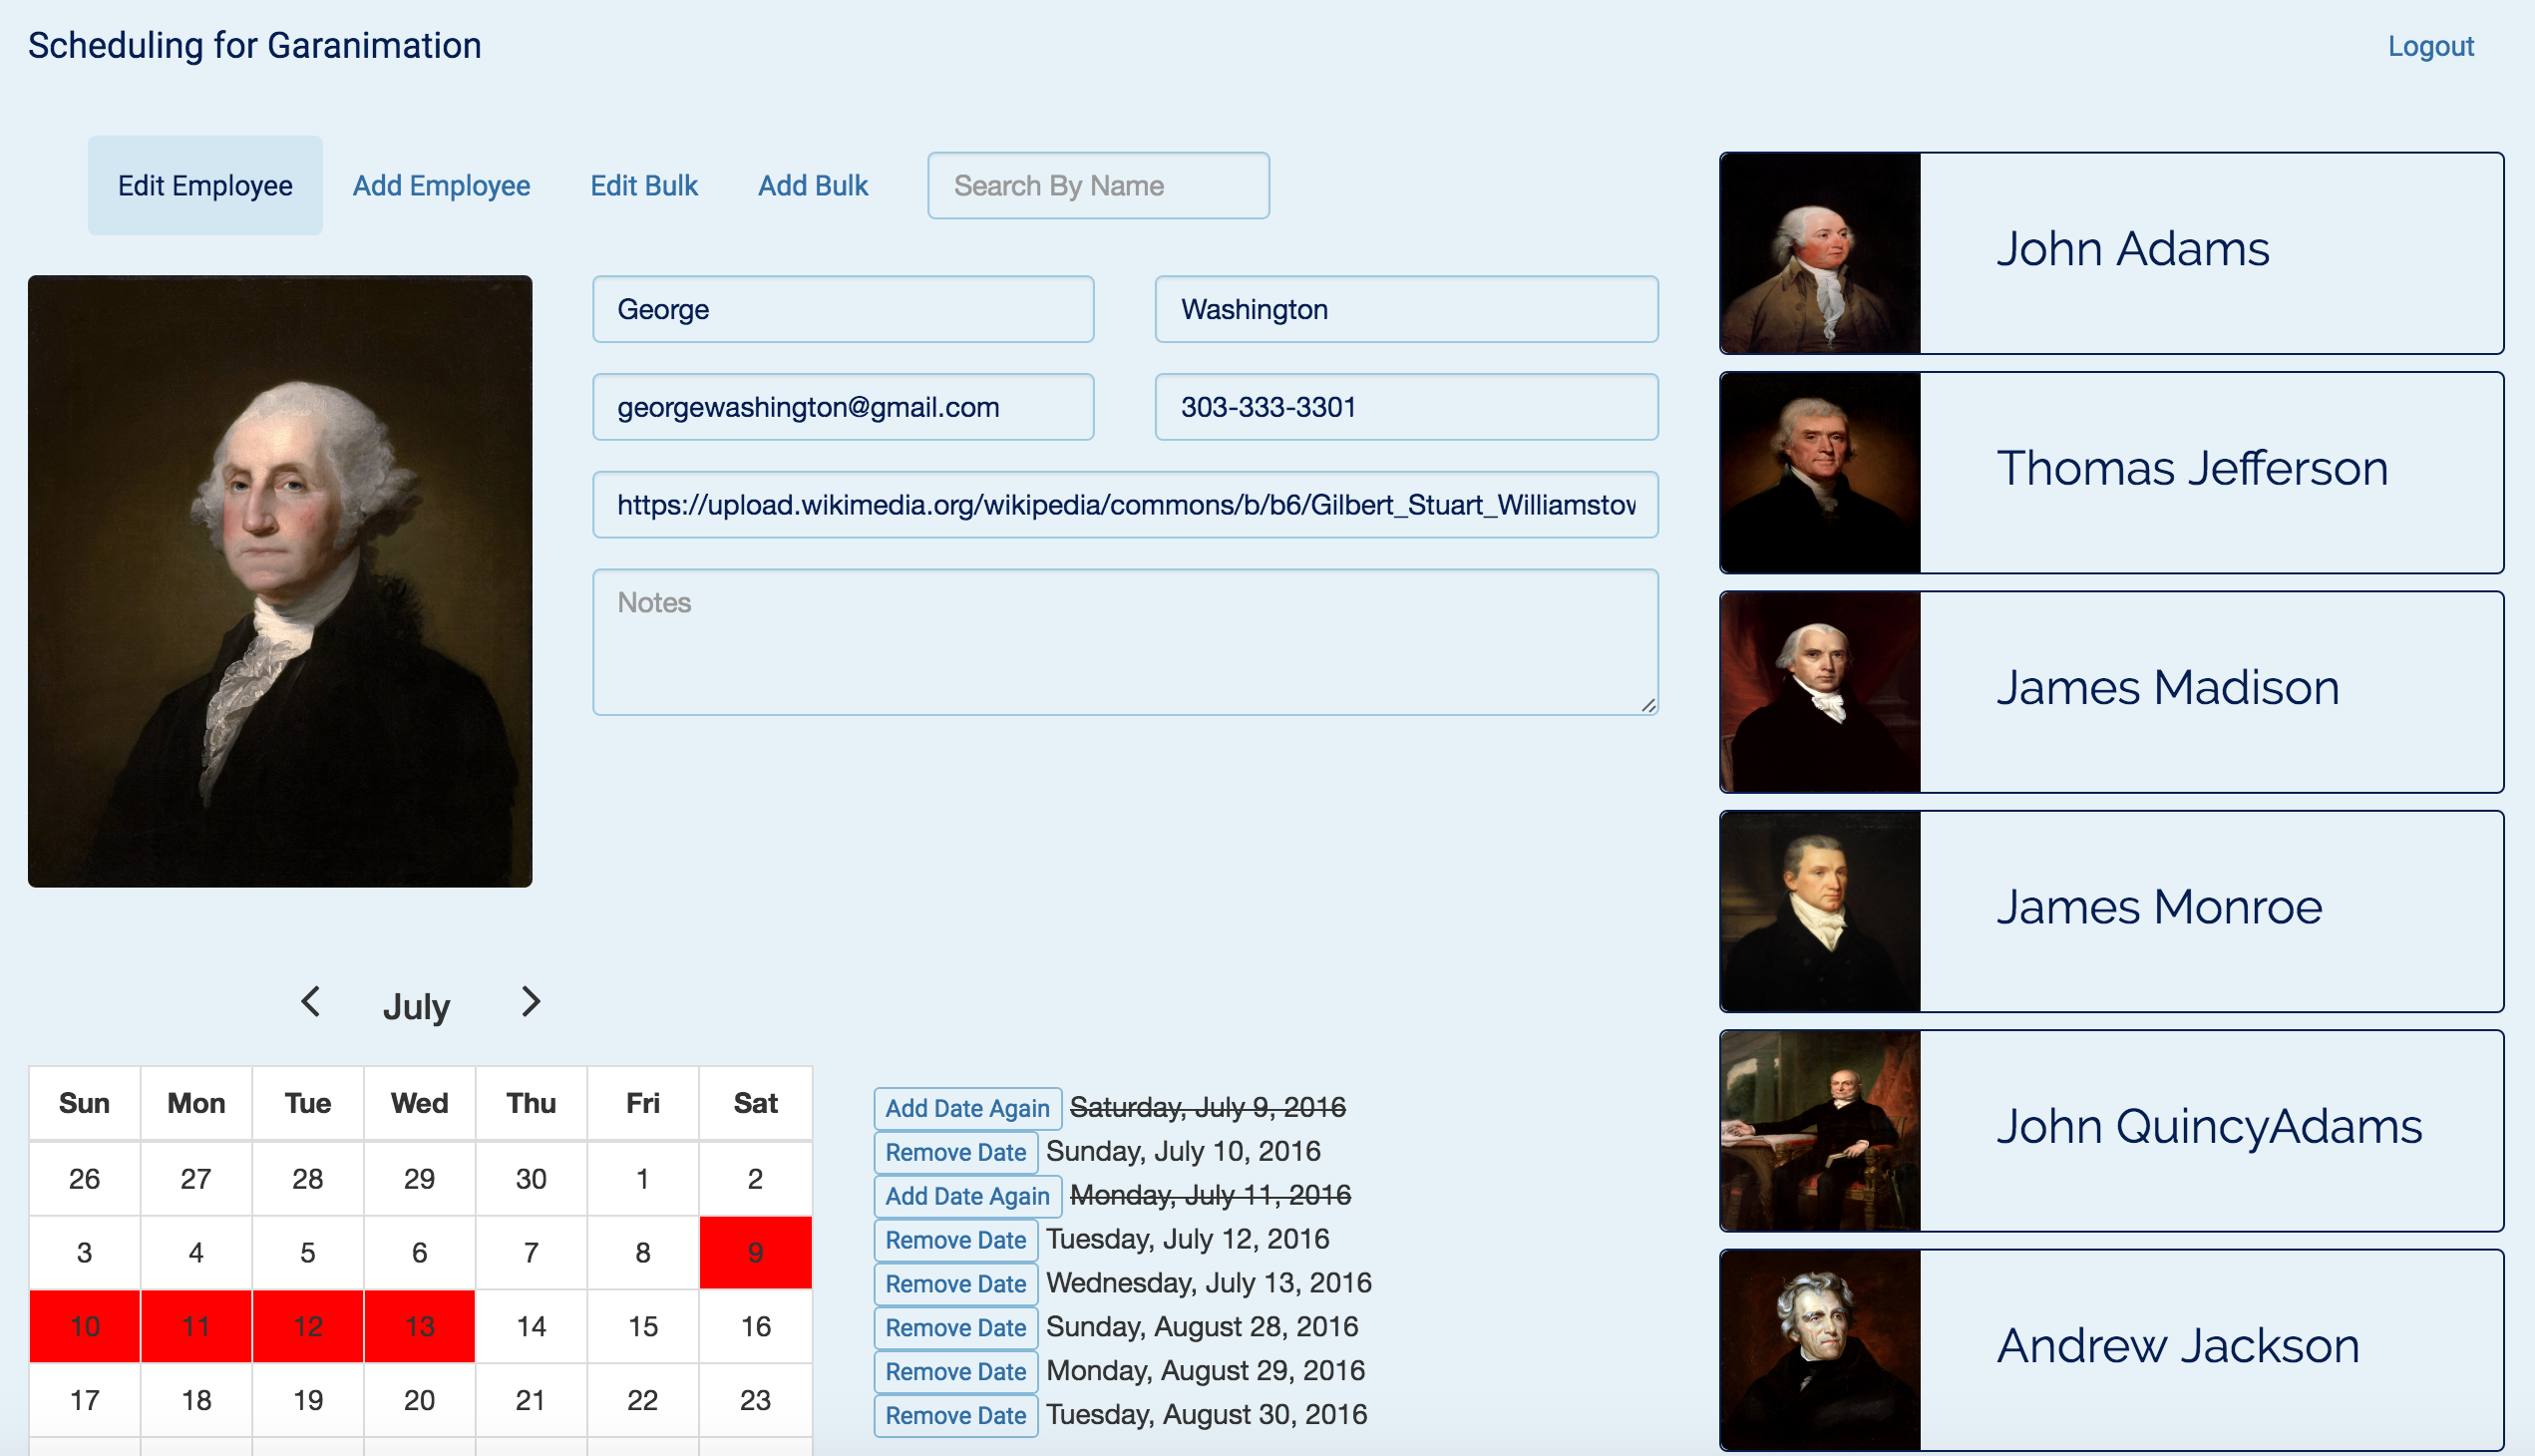 Scheduling for Garanimation
Logout
Edit Employee
Add Employee
Edit Bulk
Add Bulk
Search By Name
George
Washington
georgewashington@gmail.com
303-333-3301
https://upload.wikimedia.org/wikipedia/commons/b/b6/Gilbert_Stuart_Williamstov
Notes
July
Sun Mon Tue Wed Thu Fri Sat
26 27 28 29 30 1 2
3 4 5 6 7 8 9
10 11 12 13 14 15 16
17 18 19 20 21 22 23
Add Date Again Saturday, July 9, 2016
Remove Date Sunday, July 10, 2016
Add Date Again Monday, July 11, 2016
Remove Date Tuesday, July 12, 2016
Remove Date Wednesday, July 13, 2016
Remove Date Sunday, August 28, 2016
Remove Date Monday, August 29, 2016
Remove Date Tuesday, August 30, 2016
John Adams
Thomas Jefferson
James Madison
James Monroe
John QuincyAdams
Andrew Jackson